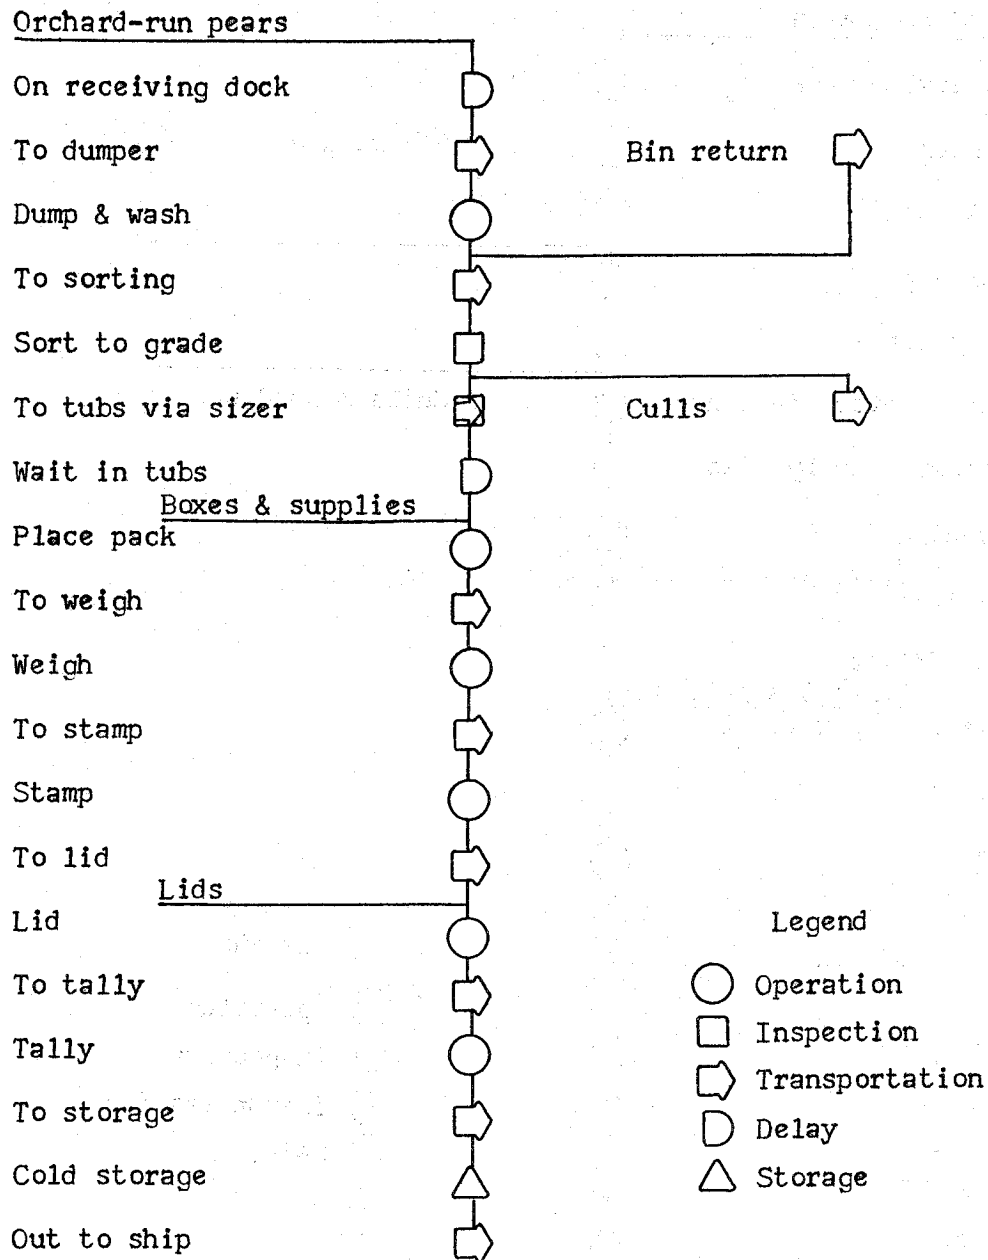 Orchard-run pears
On receiving dock
To dumper
Bin return
Dump & wash
To sorting
Sort to grade
To tubs via sizer
Culls
Wait in tubs
Boxes & supplies
Place pack
To weigh
Weigh
To stamp
Stamp
To lid
Lids
Lid
Legend
To tally
Operation
Tally
Inspection
Transportation
To storage
Delay
Cold storage
Storage
Out to ship